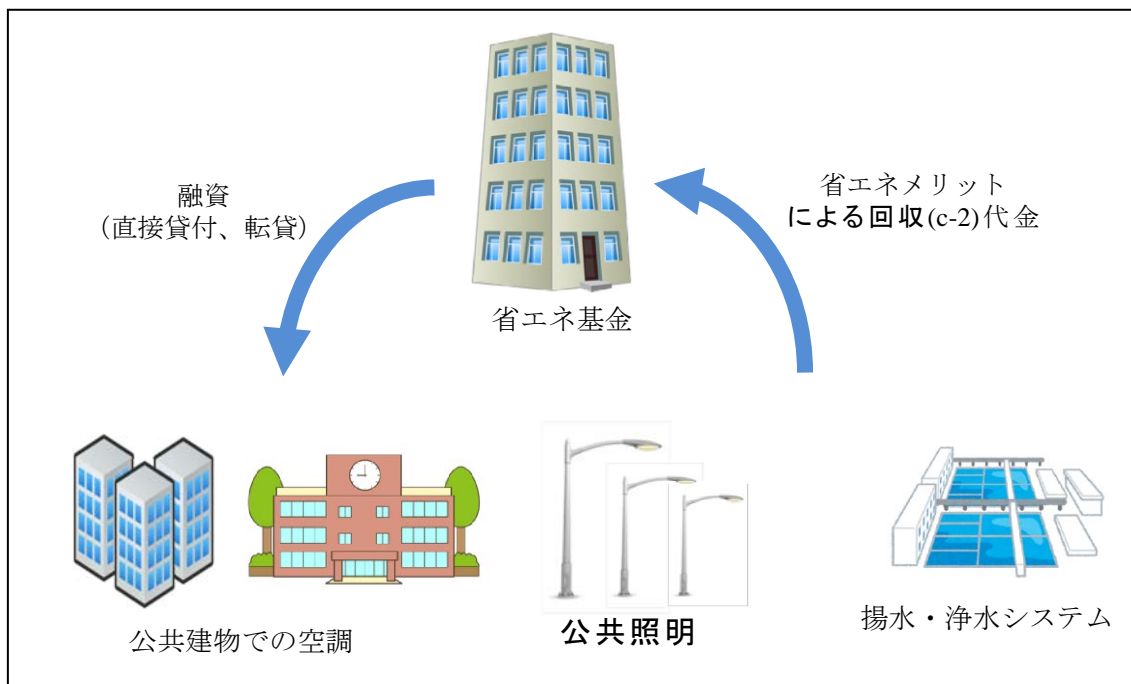 融資
（直接貸付、転貸）
省エネメリット
による回収(c-2)代金
省エネ基金
公共建物での空調
公共照明
揚水・浄水システム